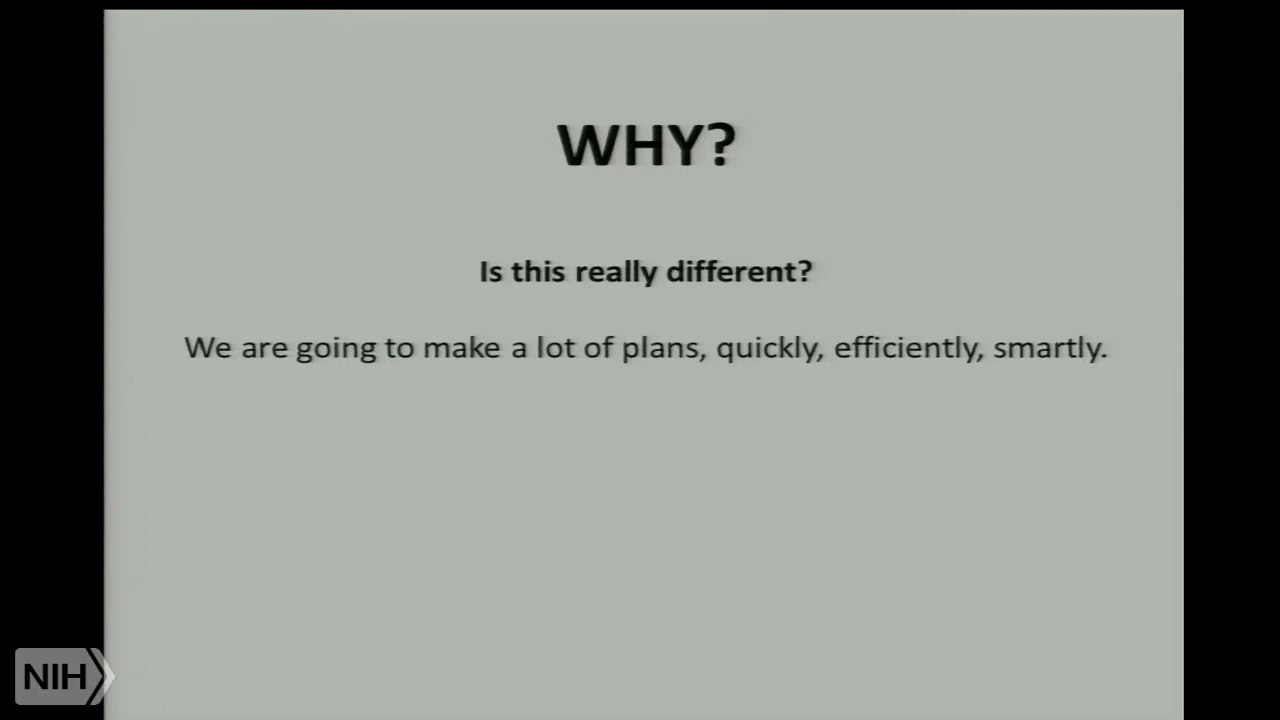 WHY?
Is this really different?
We are going to make a lot of plans, quickly, efficiently, smartly.
NIH